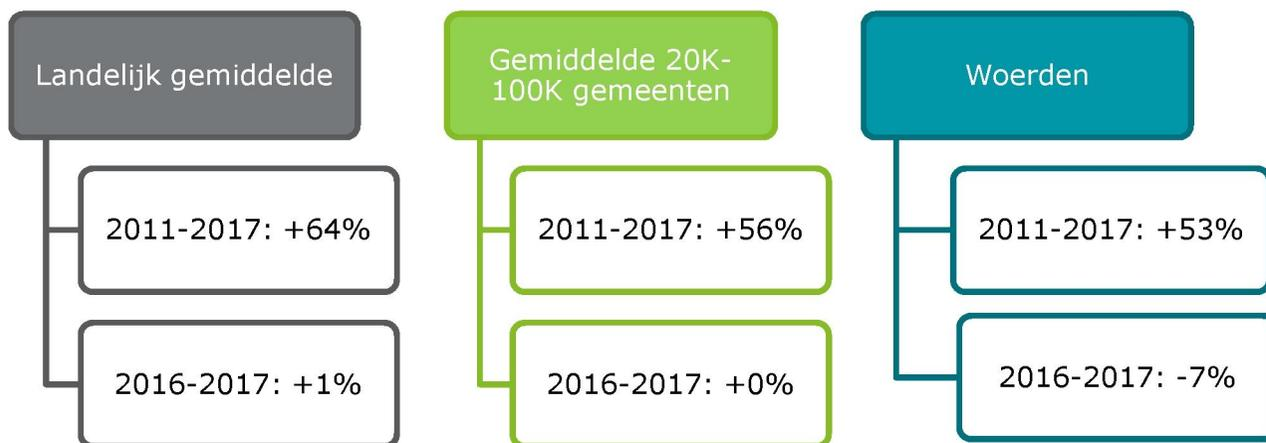 Landelijk gemiddelde
2011-2017: +64%
2016-2017: +1%
Gemiddelde 20K-
100K gemeenten
2011-2017: +56%
2016-2017: +0%
Woerden
2011-2017: +53%
2016-2017: -7%